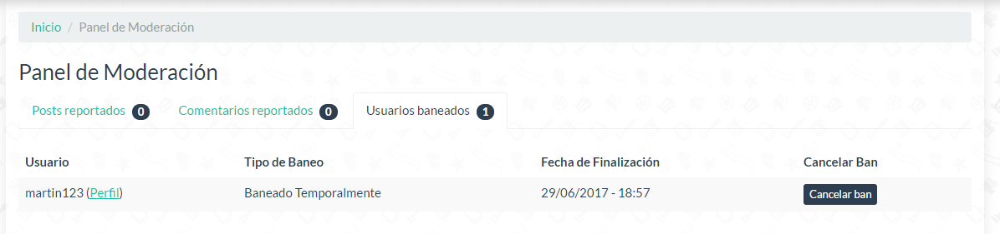 Inicio / Panel de Moderación
Panel de Moderación
Posts reportados 0 Comentarios reportados 0 Usuarios baneados 1
Usuario Tipo de Baneo Fecha de Finalización Cancelar Ban
martin123 (Perfil) Baneado Temporalmente 29/06/2017 - 18:57 Cancelar ban